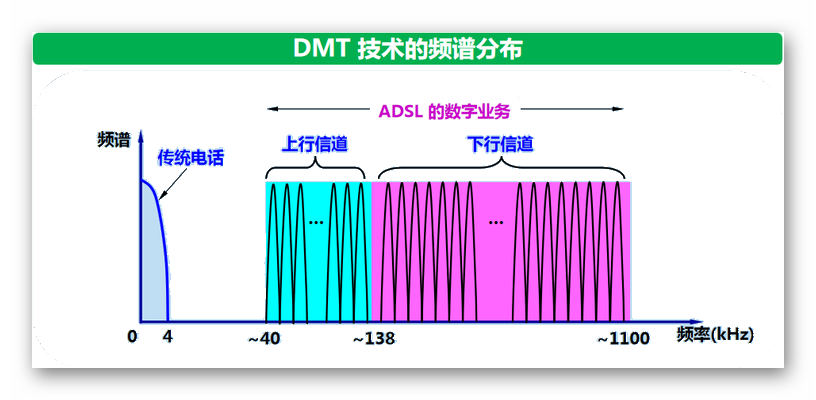 DMT 技术的频谱分布
ADSL 的数字业务
频谱
传统电话
上行信道
下行信道
...
...
0
4
~40
~138
~1100
频率(kHz)